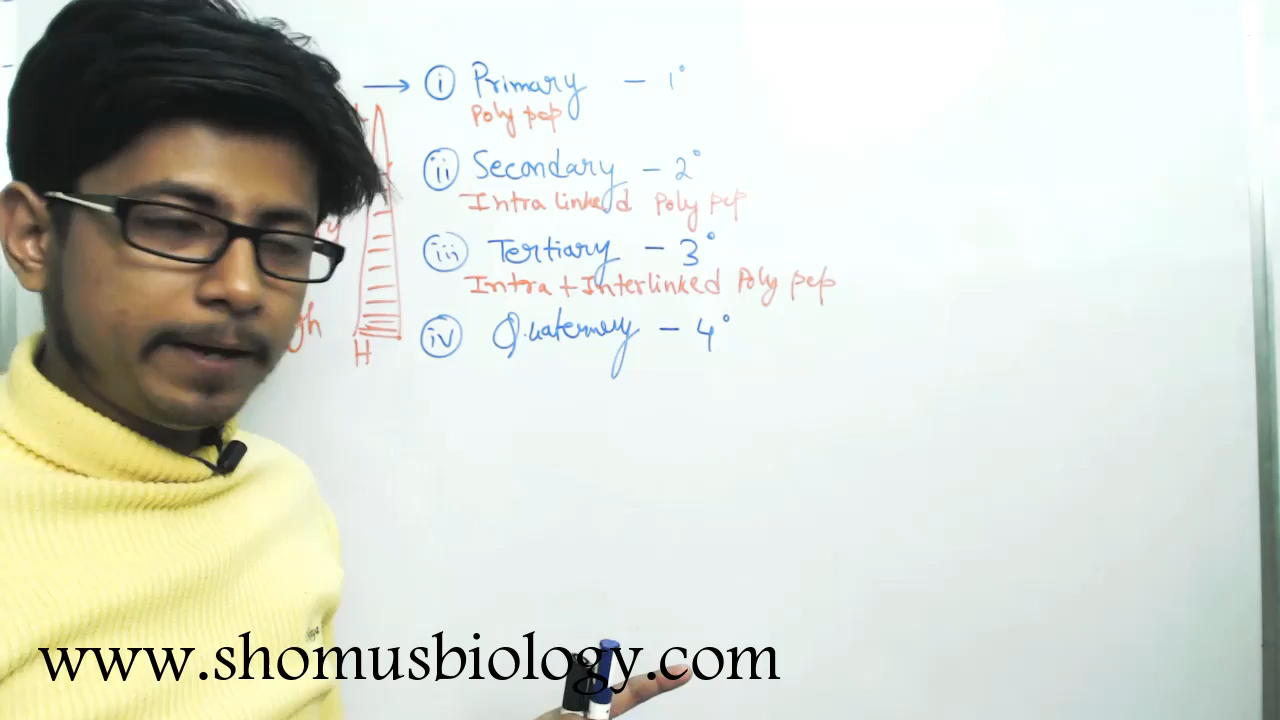 → (i) Primary - 1°
Poly pep
(ii) Secondary - 2°
Intra linked Poly pep
(iii) Tertiary - 3°
Intra + Interlinked Poly pep
(iv) Quaternery - 4°
H
www.shomusbiology.com